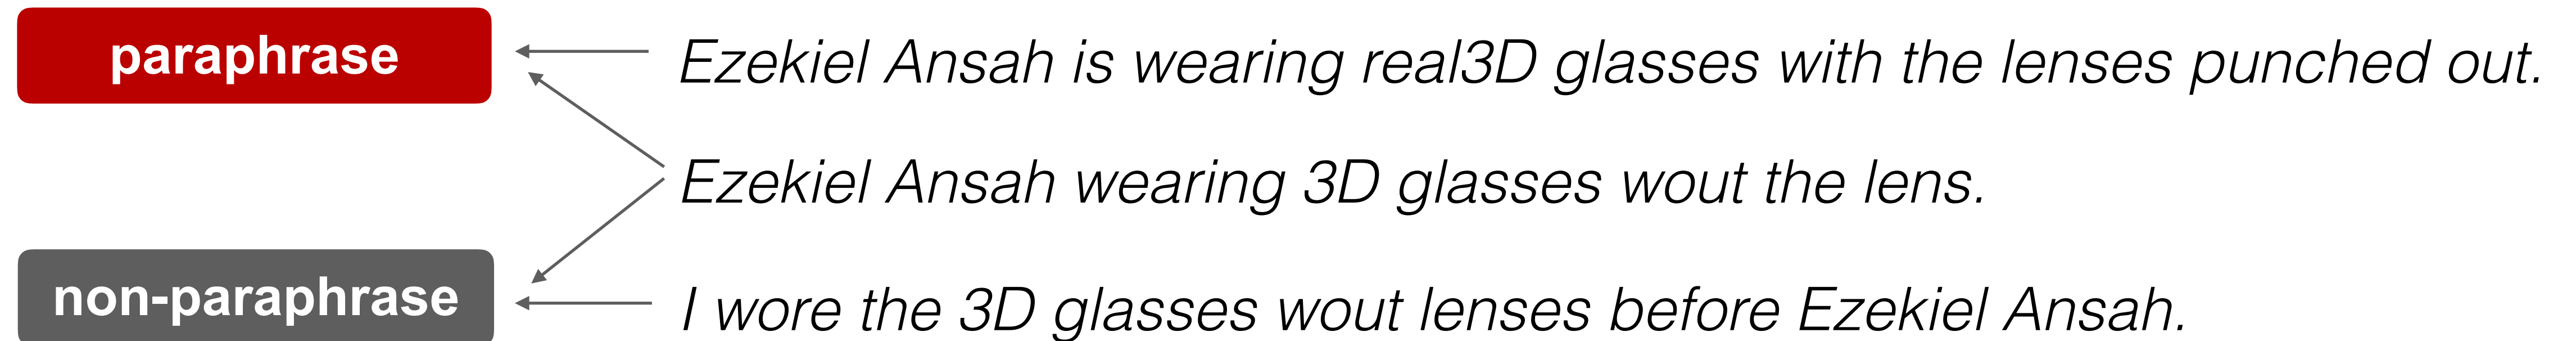 paraphrase
Ezekiel Ansah is wearing real3D glasses with the lenses punched out.
Ezekiel Ansah wearing 3D glasses wout the lens.
non-paraphrase
I wore the 3D glasses wout lenses before Ezekiel Ansah.